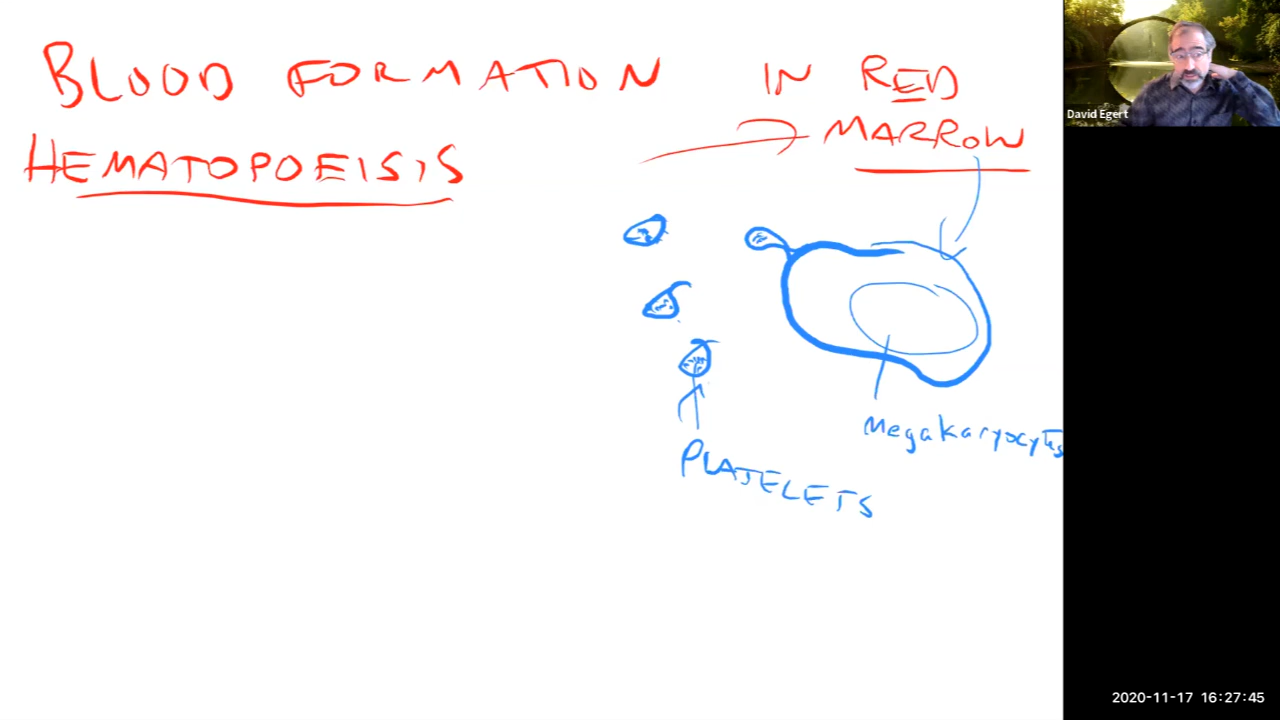 BLOOD FORMATION IN RED
MARROW
HEMATOPOEISIS
Megakaryocytes
PLATELETS
David Egert
2020-11-17 16:27:45